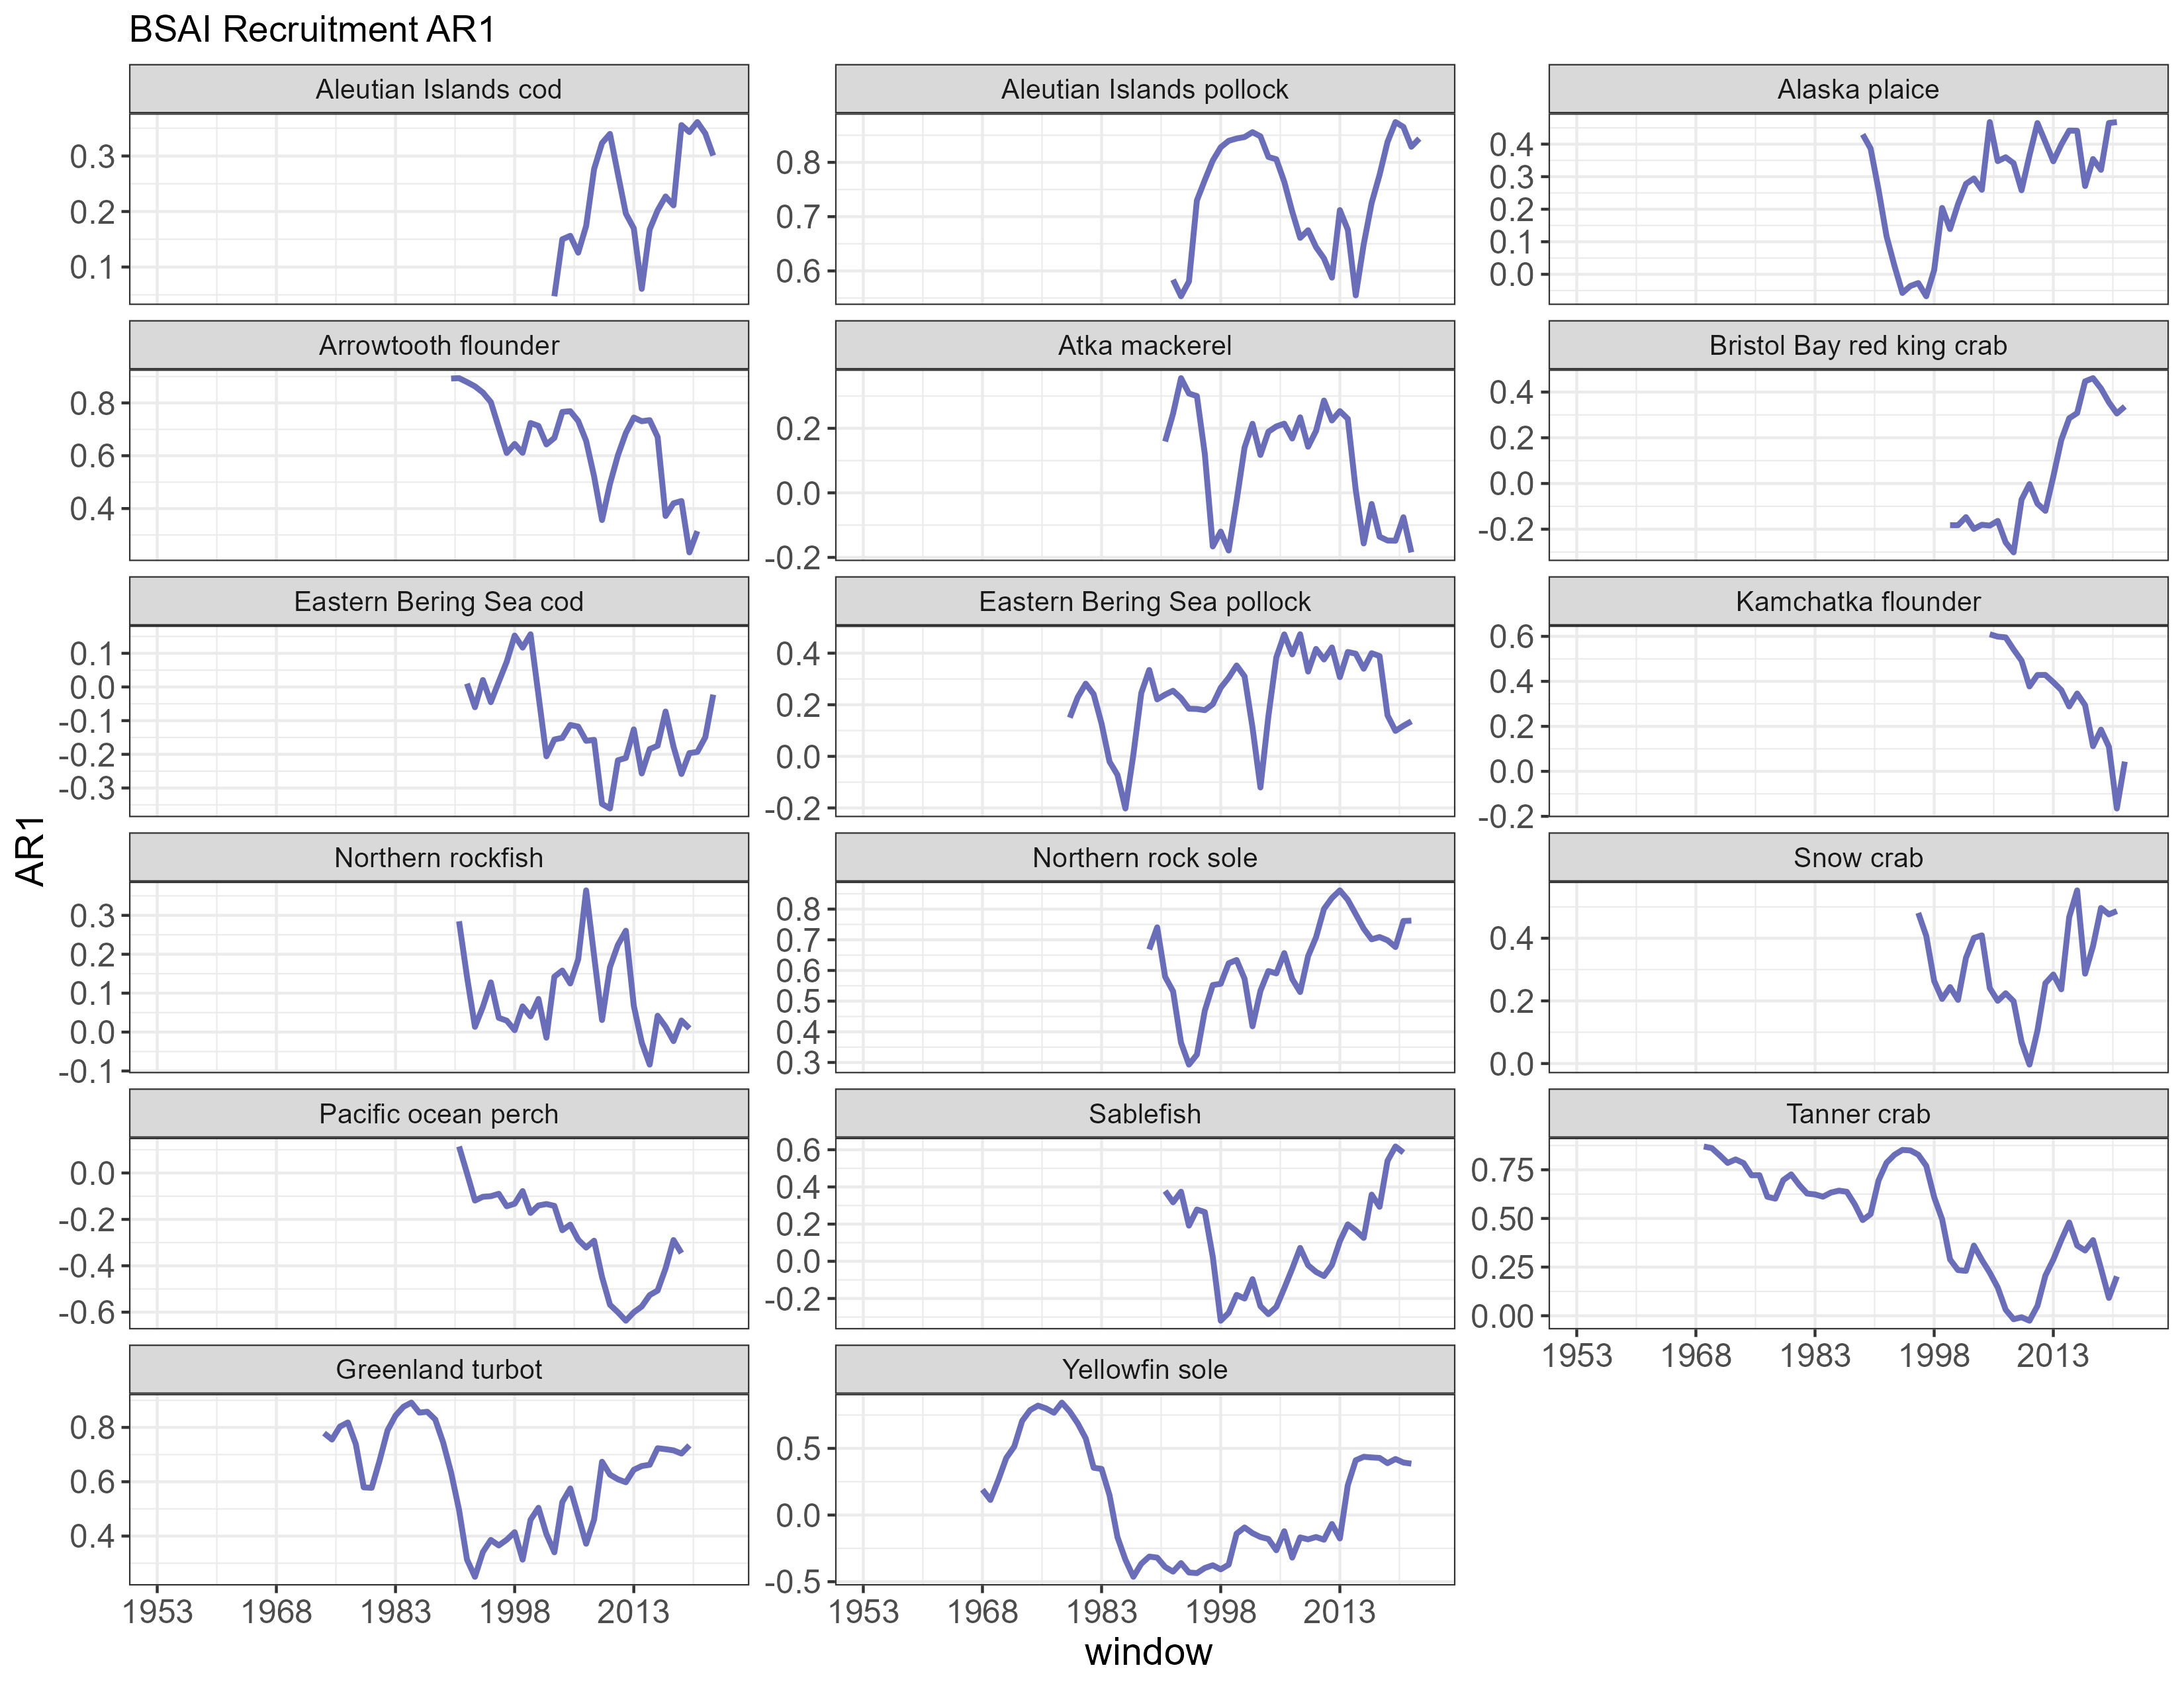 BSAI Recruitment AR1
Aleutian Islands cod
Aleutian Islands pollock
Alaska plaice
0.3
0.2
0.1
0.8
0.7
0.6
0.4
0.3
0.2
0.1
0.0
Arrowtooth flounder
Atka mackerel
Bristol Bay red king crab
0.8
0.6
0.4
0.2
0.0
-0.2
0.4
0.2
0.0
-0.2
Eastern Bering Sea cod
Eastern Bering Sea pollock
Kamchatka flounder
0.1
0.0
-0.1
-0.2
-0.3
0.4
0.2
0.0
-0.2
0.6
0.4
0.2
0.0
-0.2
AR1
Northern rockfish
Northern rock sole
Snow crab
0.3
0.2
0.1
0.0
-0.1
0.8
0.7
0.6
0.5
0.4
0.3
0.4
0.2
0.0
Pacific ocean perch
Sablefish
Tanner crab
0.0
-0.2
-0.4
-0.6
0.6
0.4
0.2
0.0
-0.2
0.75
0.50
0.25
0.00
1953 1968 1983 1998 2013
Greenland turbot
Yellowfin sole
0.8
0.6
0.4
0.5
0.0
-0.5
1953 1968 1983 1998 2013
1953 1968 1983 1998 2013
window